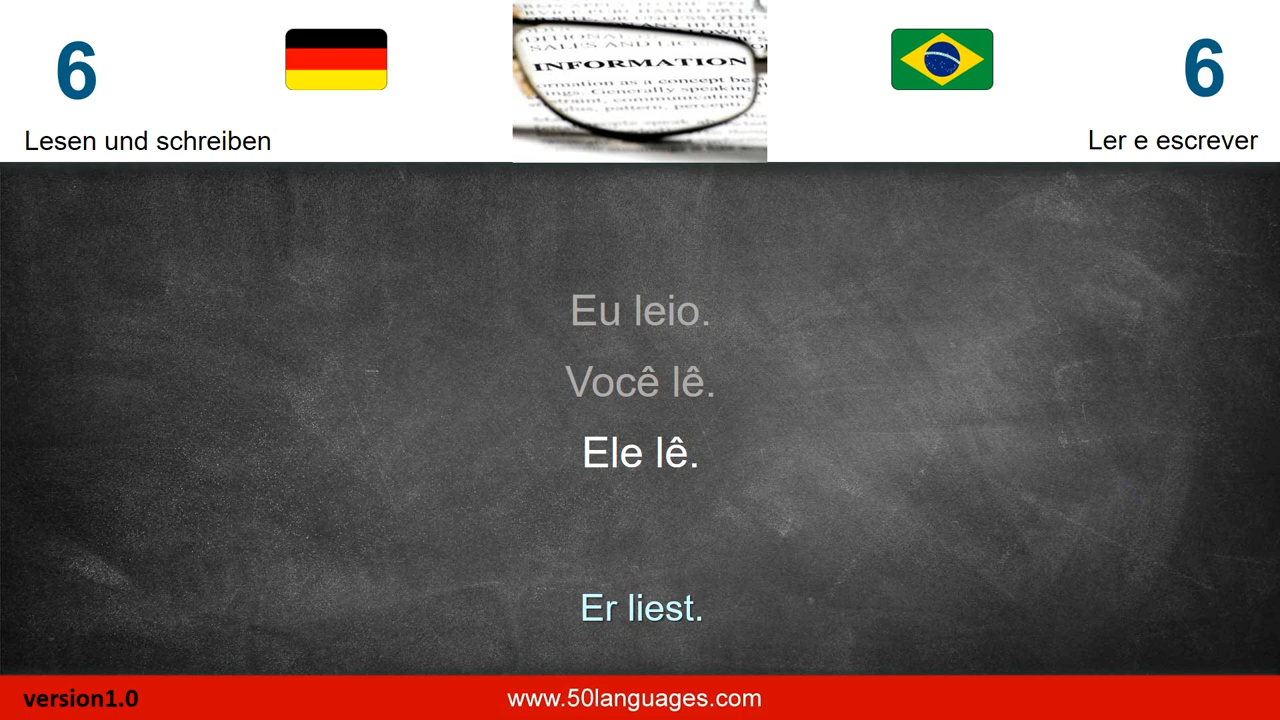 6
6
Lesen und schreiben
Ler e escrever
INFORMATION
Eu leio.
Você lê.
Ele lê.
Er liest.
version1.0
www.50languages.com